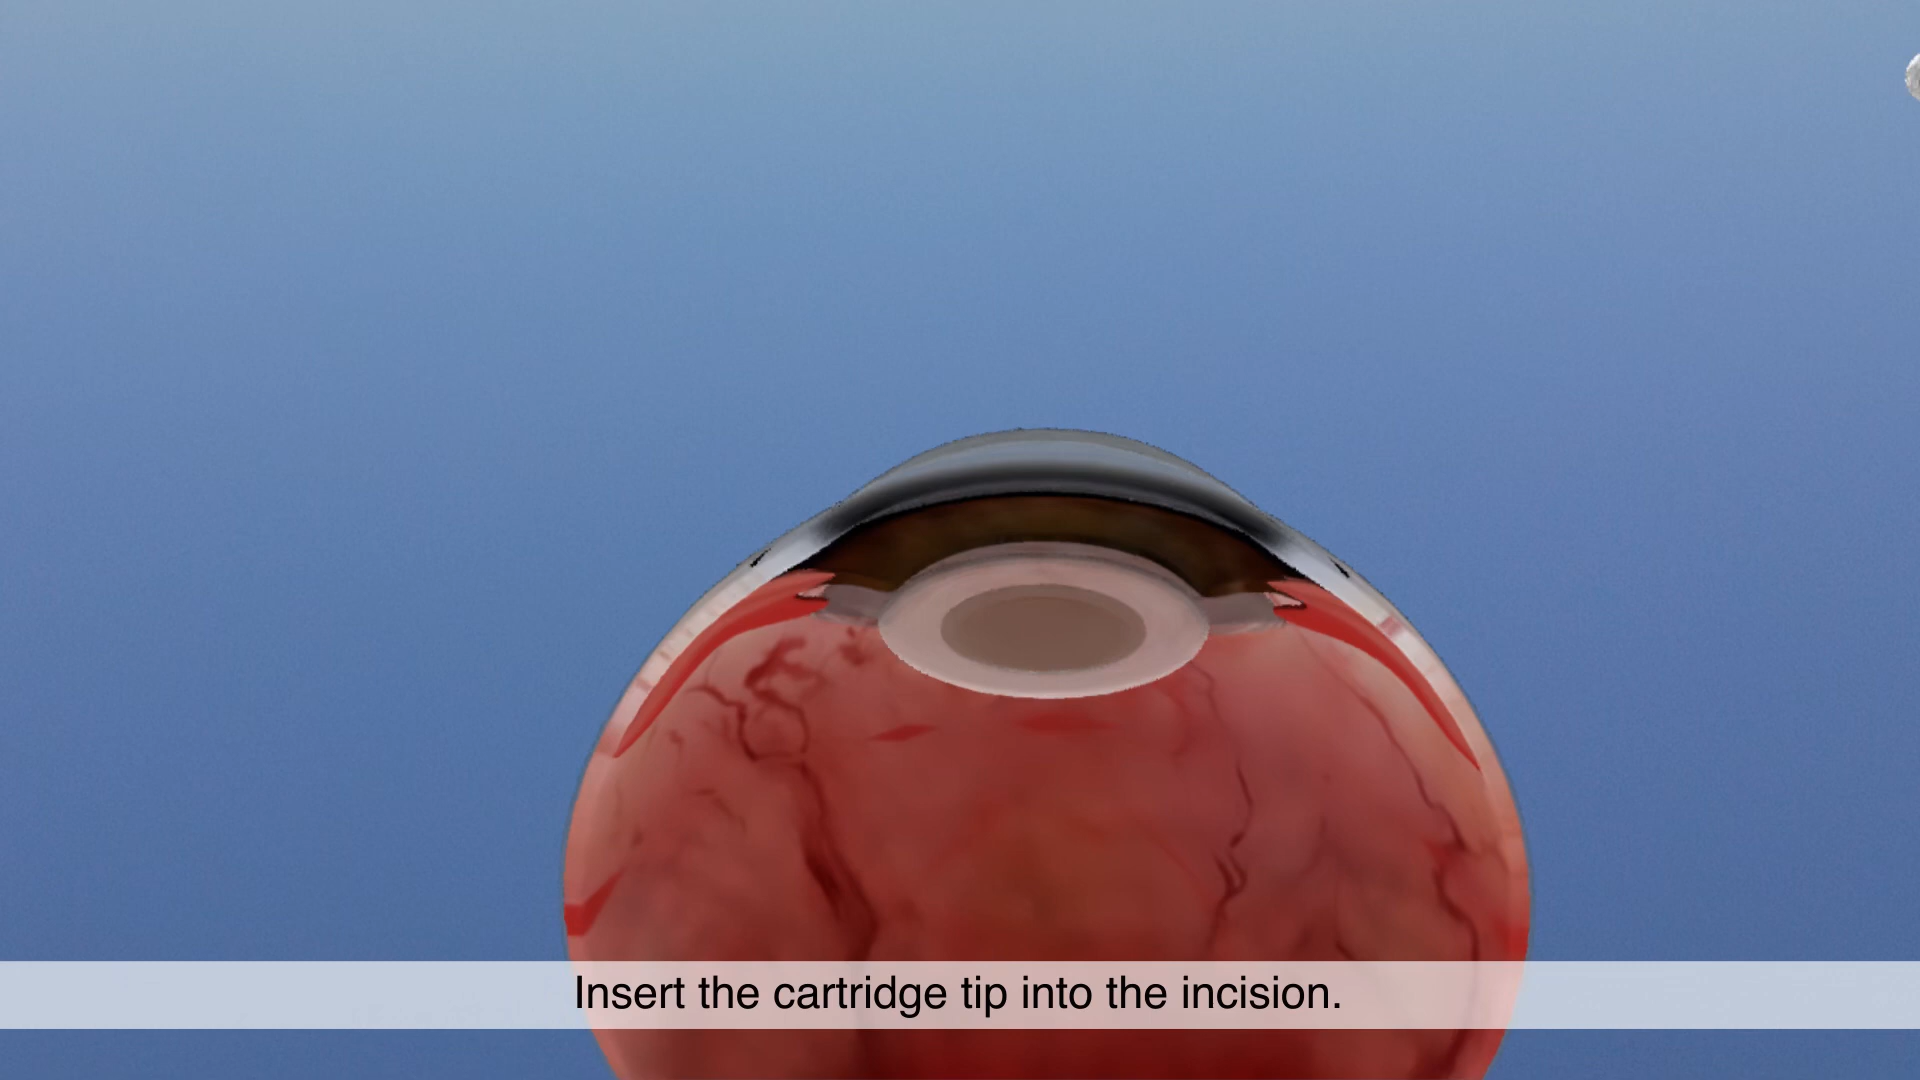 Insert the cartridge tip into the incision.